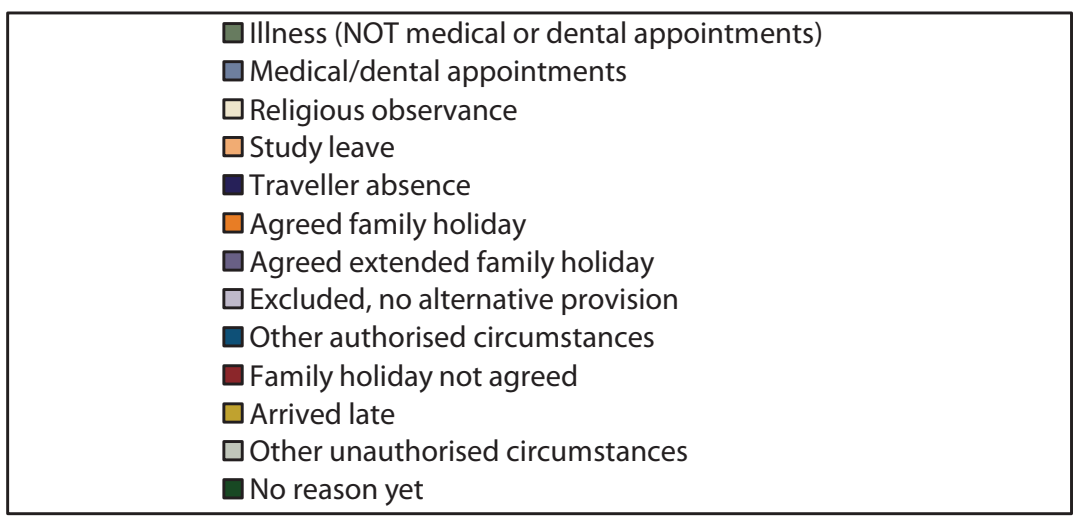 Illness (NOT medical or dental appointments)
Medical/dental appointments
Religious observance
Study leave
Traveller absence
Agreed family holiday
Agreed extended family holiday
Excluded, no alternative provision
Other authorised circumstances
Family holiday not agreed
Arrived late
Other unauthorised circumstances
No reason yet